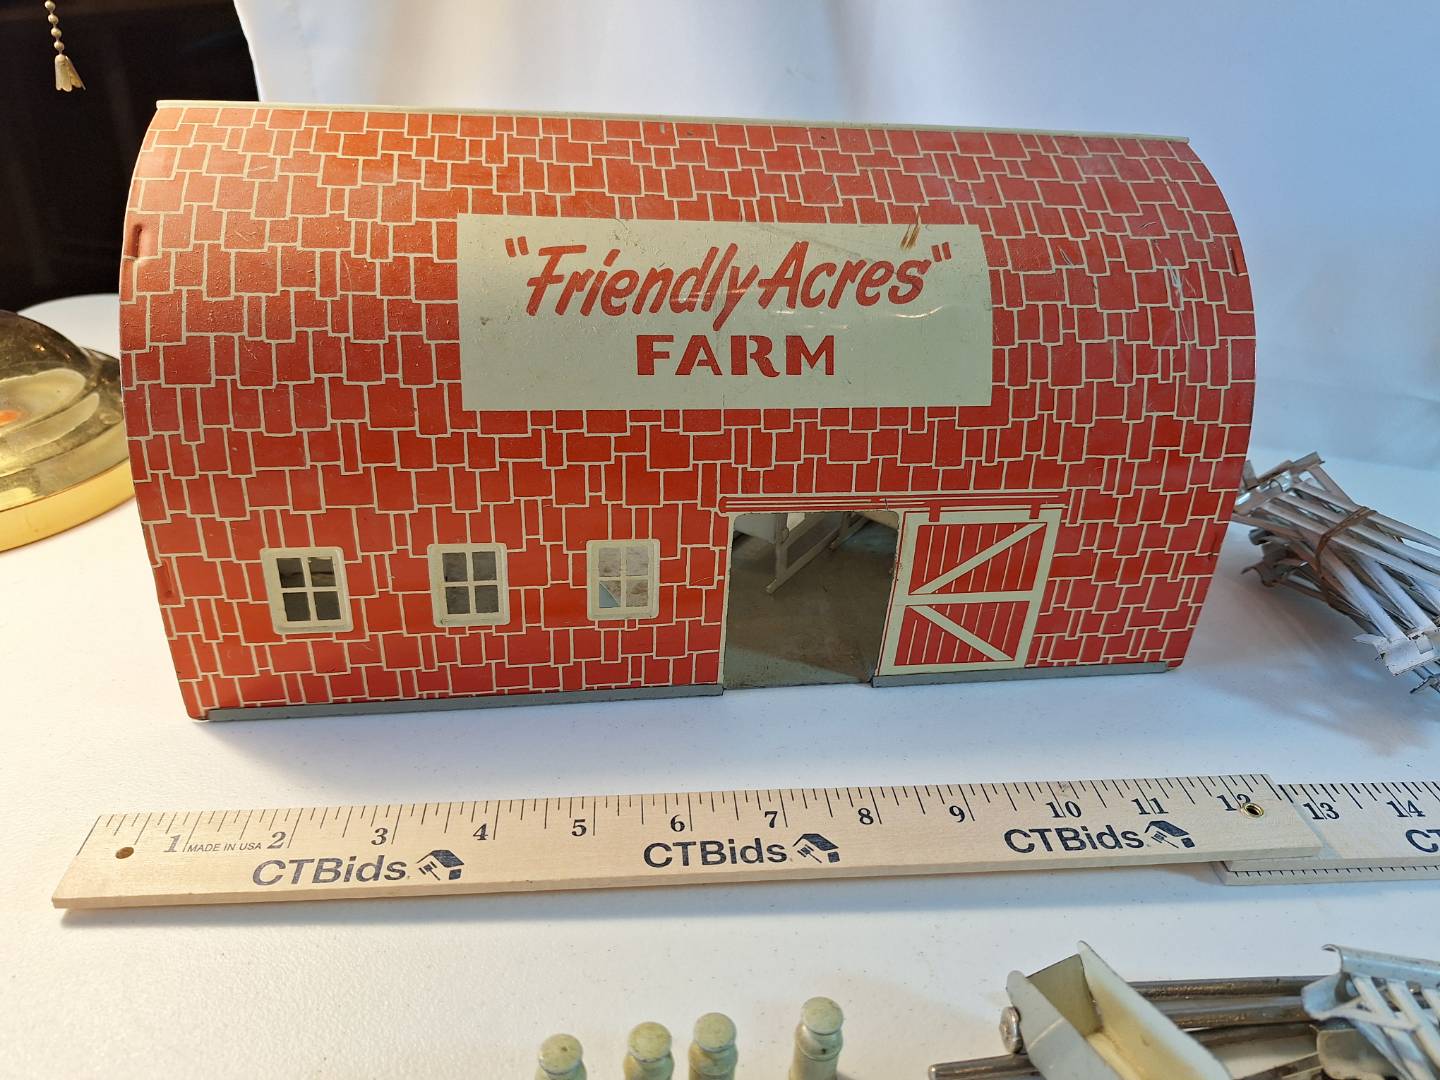 "Friendly Acres"
FARM
1 MADE IN USA 2 3 4 5 6 7 8 9 10 11 12 13 14
CTBids. CTBids. CTBids. CT